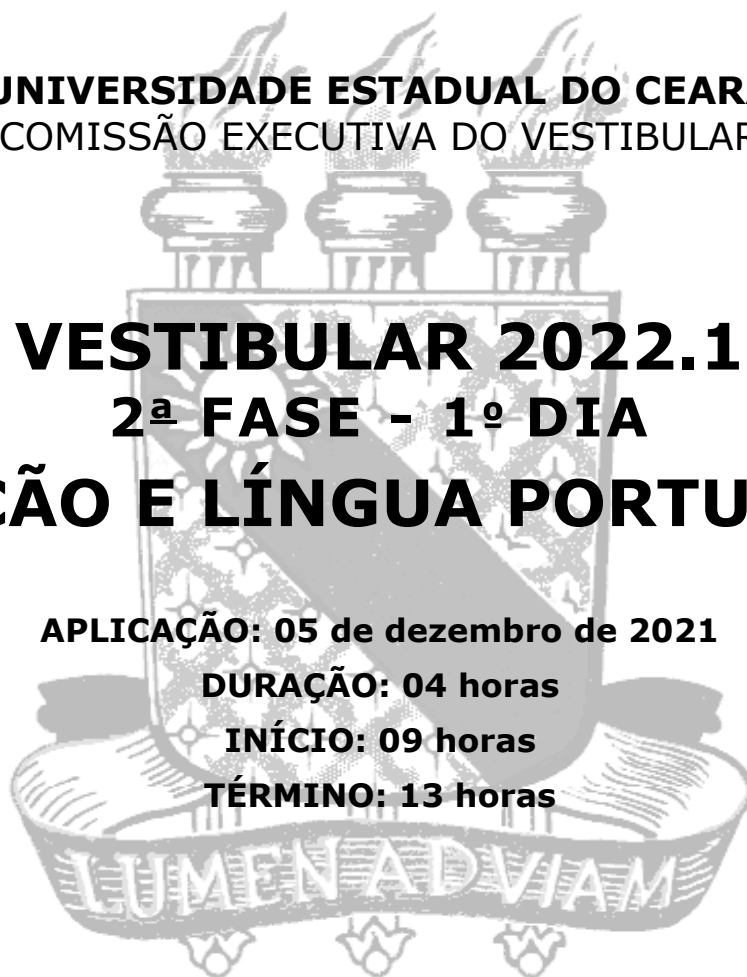 UNIVERSIDADE ESTADUAL DO CEAR
COMISSÃO EXECUTIVA DO VESTIBULAR
VESTIBULAR 2022.1
2ª FASE - 1º DIA
ÇÃO E LÍNGUA PORTU
APLICAÇÃO: 05 de dezembro de 2021
DURAÇÃO: 04 horas
INÍCIO: 09 horas
TÉRMINO: 13 horas
LUMEN AD VIAM